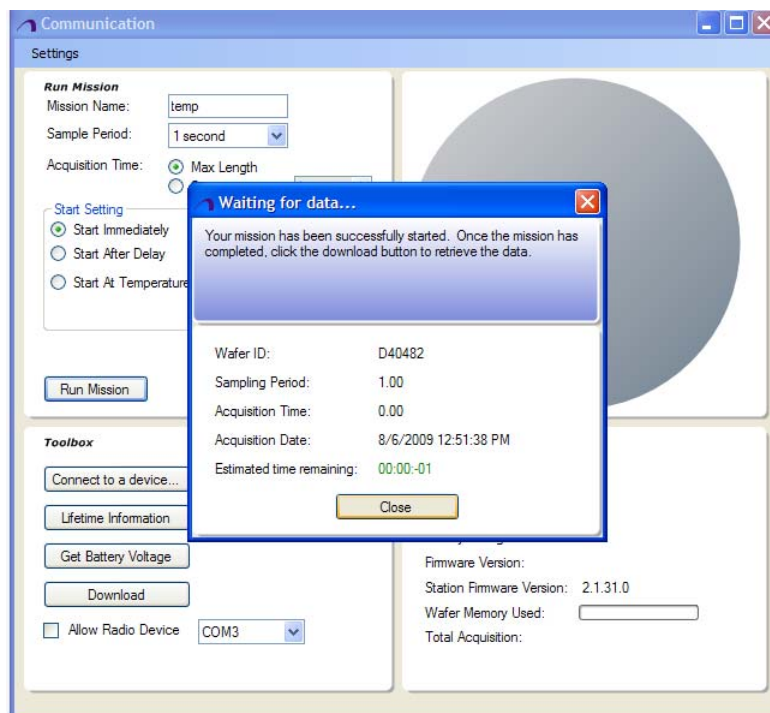 Communication
Settings
Run Mission
Mission Name: temp
Sample Period: 1 second
Acquisition Time: Max Length
Start Setting
Start Immediately
Start After Delay
Start At Temperature
Run Mission
Waiting for data...
Your mission has been successfully started. Once the mission has
completed, click the download button to retrieve the data.
Wafer ID: D40482
Sampling Period: 1.00
Acquisition Time: 0.00
Acquisition Date: 8/6/2009 12:51:38 PM
Estimated time remaining: 00:00:-01
Close
Toolbox
Connect to a device...
Lifetime Information
Get Battery Voltage
Download
Allow Radio Device COM3
Firmware Version:
Station Firmware Version: 2.1.31.0
Wafer Memory Used:
Total Acquisition: